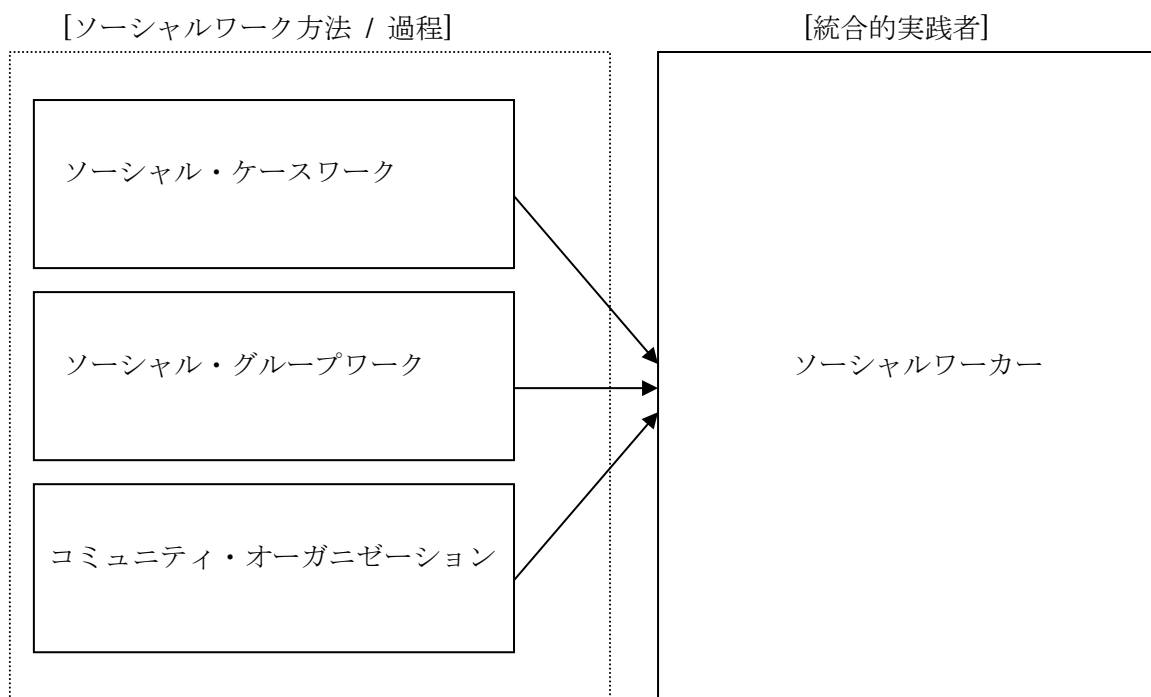 [ソーシャルワーク方法 / 過程]
[統合的実践者]
ソーシャル・ケースワーク
ソーシャル・グループワーク
ソーシャルワーカー
コミュニティ・オーガニゼーション